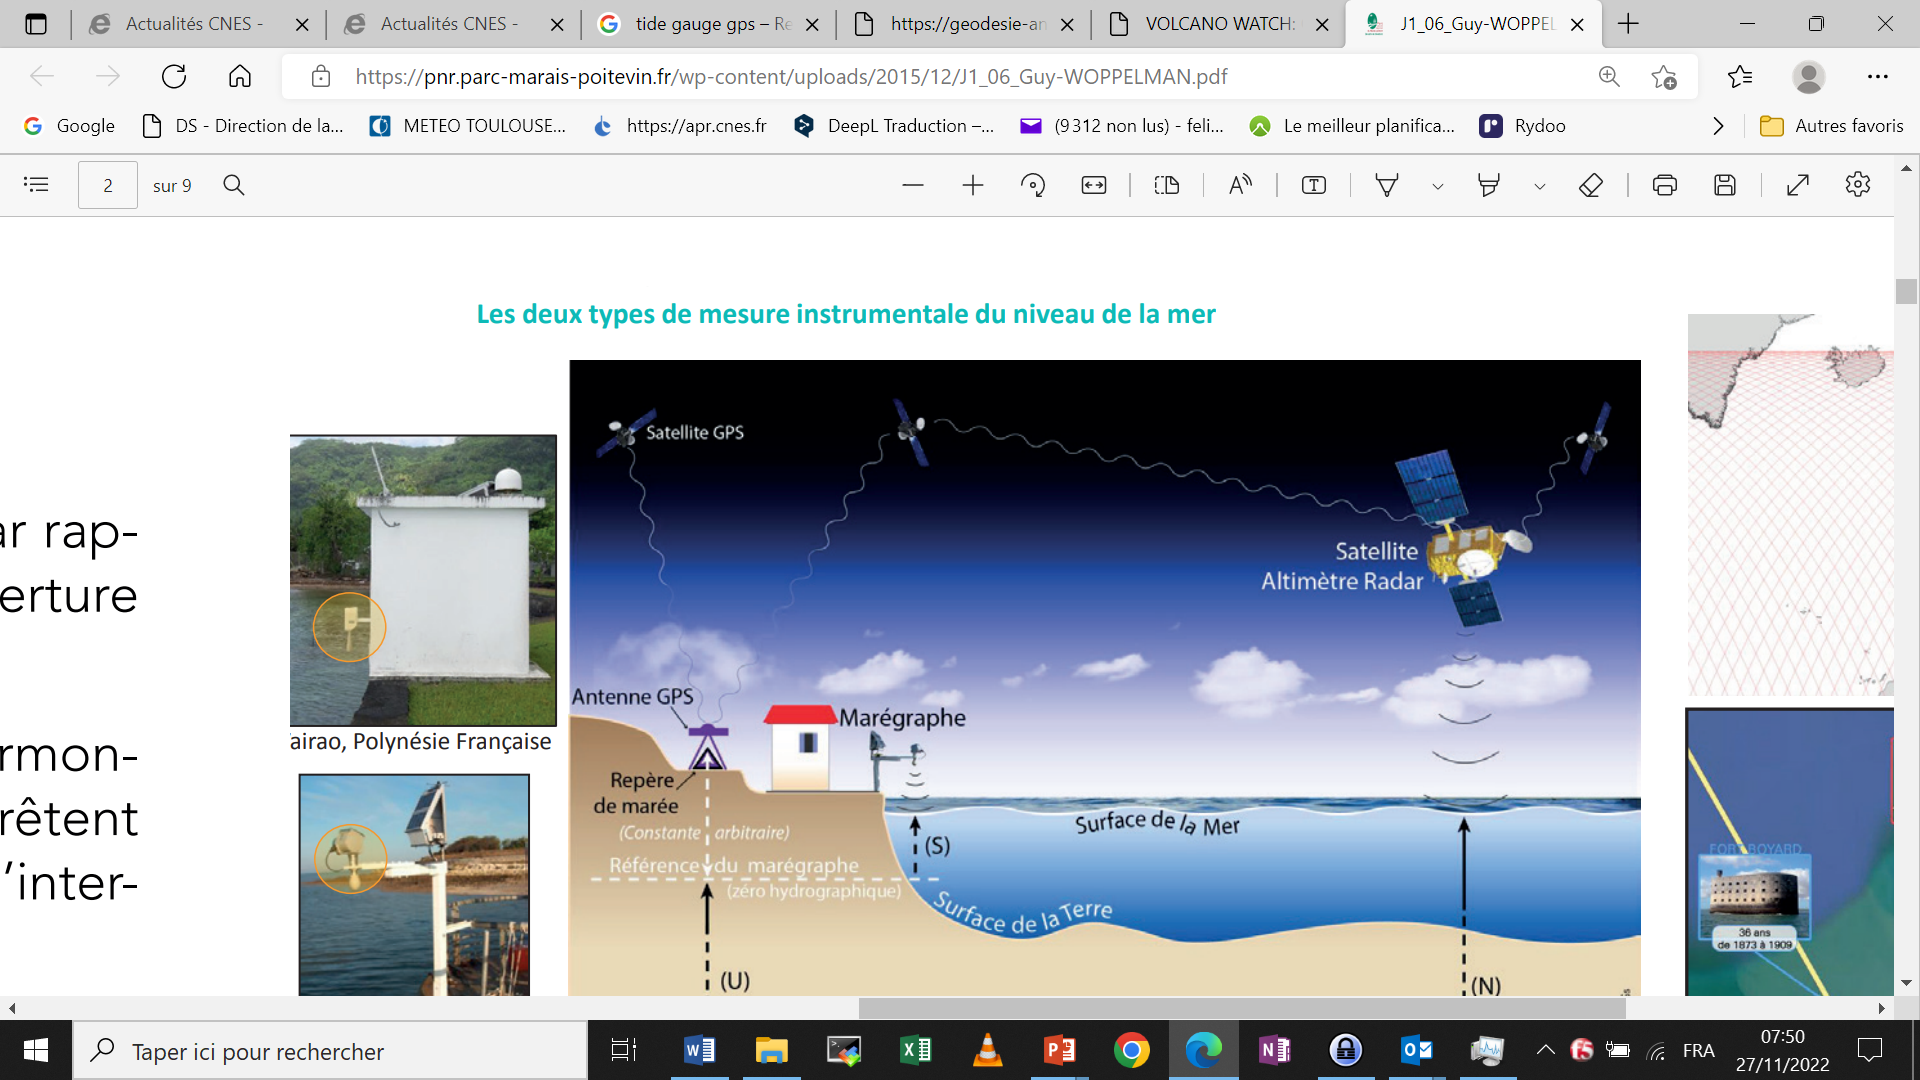 Actualités CNES -
Actualités CNES -
tide gauge gps – Re
https://geodesie-an
VOLCANO WATCH:
J1_06_Guy-WOPPEL
https://pnr.parc-marais-poitevin.fr/wp-content/uploads/2015/12/J1_06_Guy-WOPPELMAN.pdf
Google
DS - Direction de la...
METEO TOULOUSE...
https://apr.cnes.fr
DeepL Traduction –...
(9 312 non lus) - feli...
Le meilleur planifica...
Rydoo
Autres favoris
2
sur 9
Les deux types de mesure instrumentale du niveau de la mer
ar rap-
erture
rmon-
rêtent
'inter-
airao, Polynésie Française
Satellite GPS
Satellite
Altimètre Radar
Antenne GPS
Marégraphe
Repère
de marée
(Constante arbitraire)
Référence du marégraphe
(zéro hydrographique)
(S)
Surface de la Mer
Surface de la Terre
(U)
(N)
FORT BOYARD
36 ans
de 1873 à 1909
Taper ici pour rechercher
FRA
07:50
27/11/2022